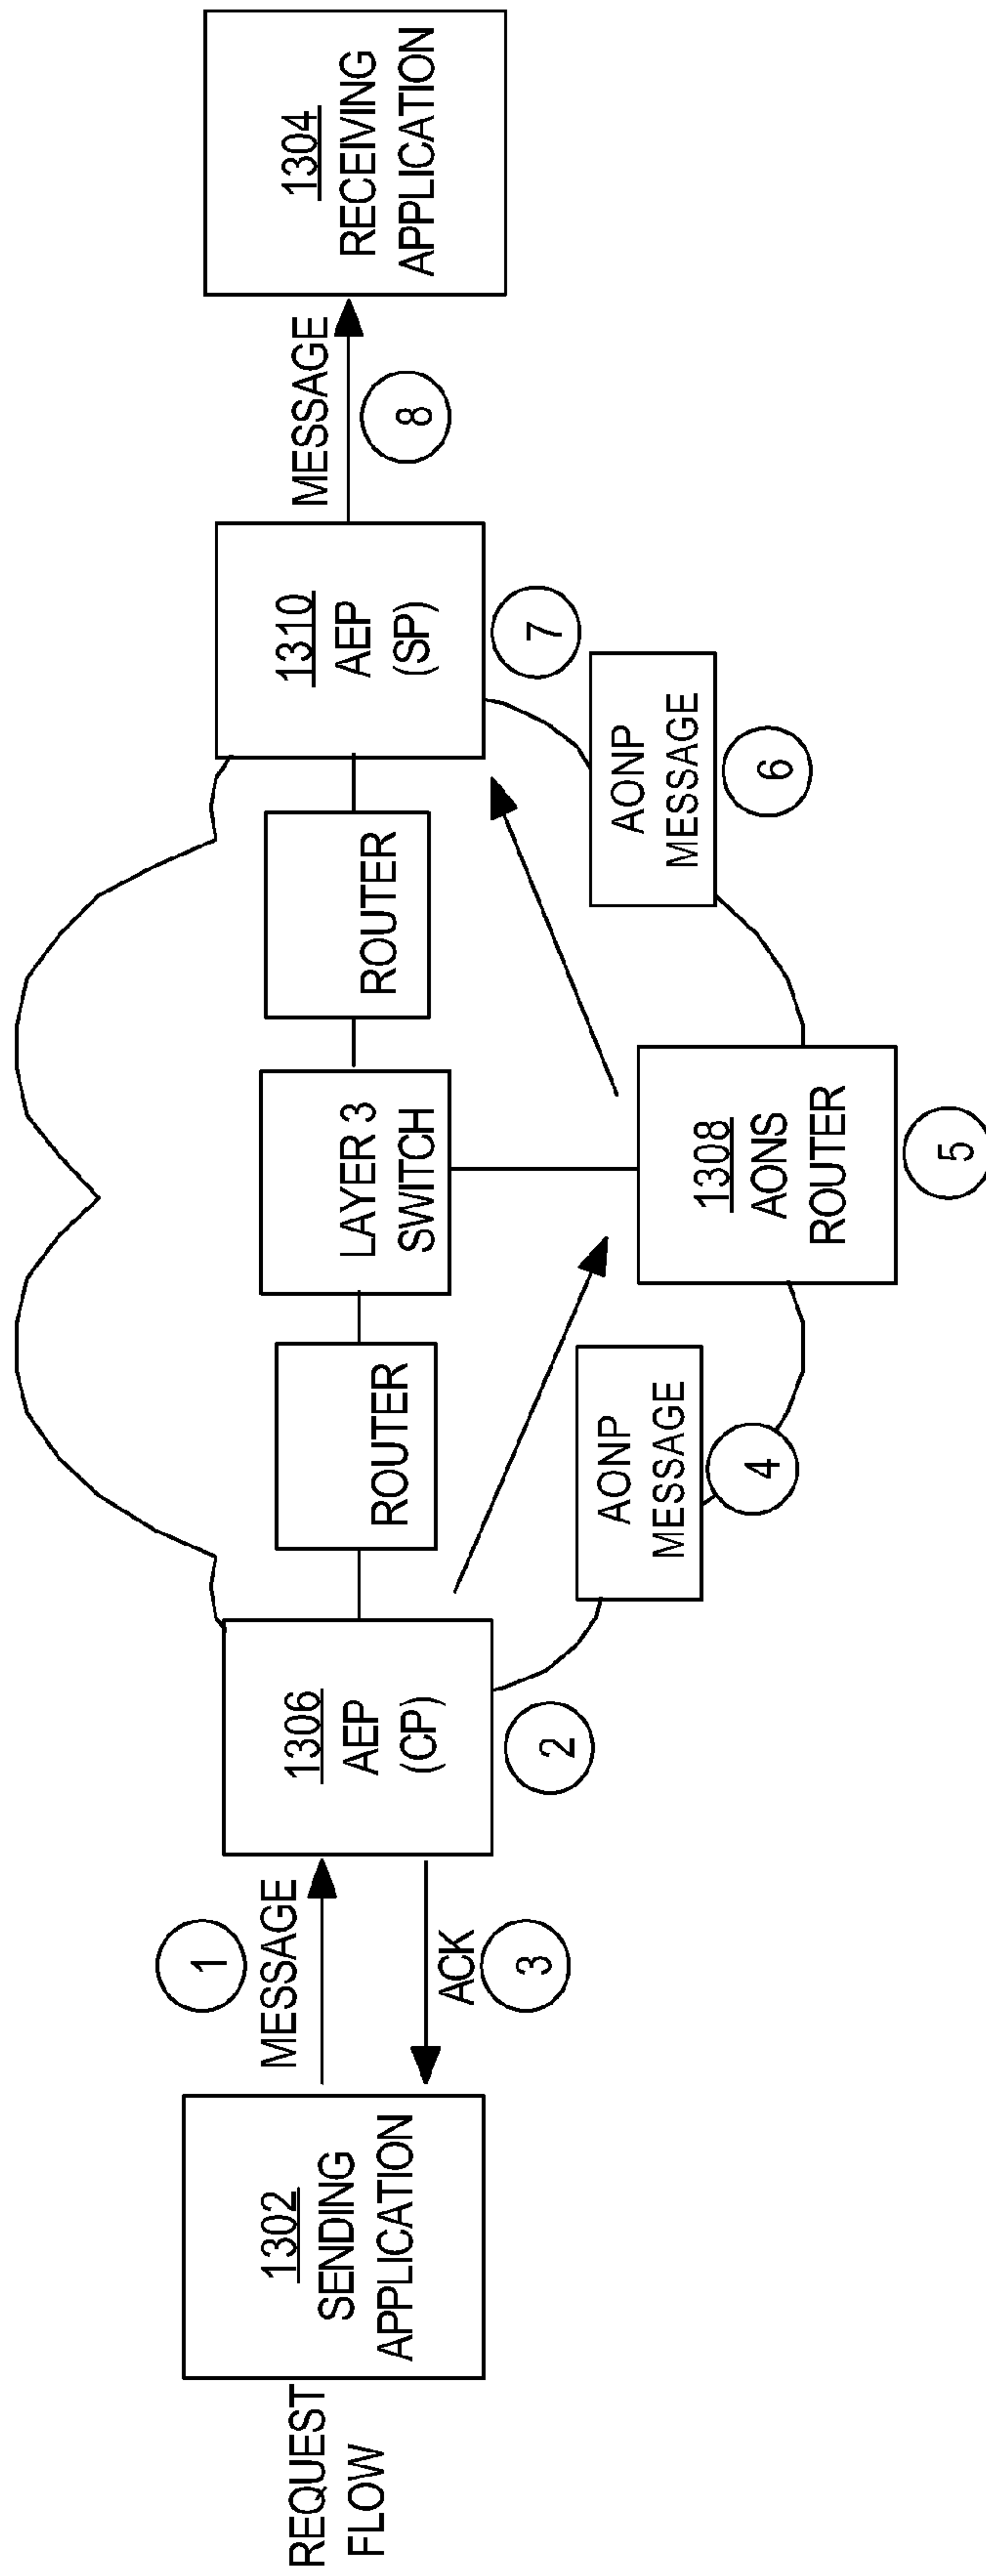 REQUEST
FLOW
1302
SENDING
APPLICATION
1
MESSAGE
ACK
3
1306
AEP
(CP)
2
ROUTER
AONP
MESSAGE
4
LAYER 3
SWITCH
1308
AONS
ROUTER
5
ROUTER
AONP
MESSAGE
6
1310
AEP
(SP)
7
MESSAGE
8
1304
RECEIVING
APPLICATION